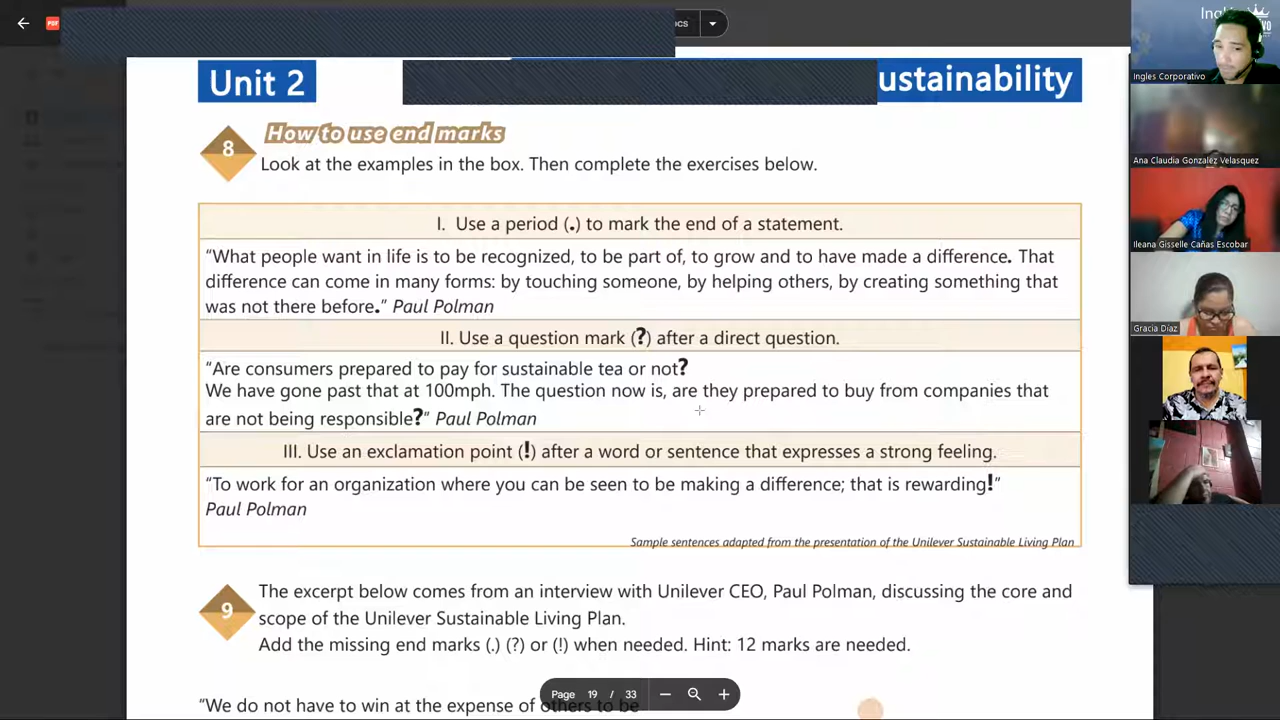 PDF
ocs
Unit 2
ustainability
8
How to use end marks
Look at the examples in the box. Then complete the exercises below.
I. Use a period (.) to mark the end of a statement.
“What people want in life is to be recognized, to be part of, to grow and to have made a difference. That
difference can come in many forms: by touching someone, by helping others, by creating something that
was not there before.” Paul Polman
II. Use a question mark (?) after a direct question.
“Are consumers prepared to pay for sustainable tea or not?
We have gone past that at 100mph. The question now is, are they prepared to buy from companies that
are not being responsible?” Paul Polman
III. Use an exclamation point (!) after a word or sentence that expresses a strong feeling.
“To work for an organization where you can be seen to be making a difference; that is rewarding!”
Paul Polman
Sample sentences adapted from the presentation of the Unilever Sustainable Living Plan
9
The excerpt below comes from an interview with Unilever CEO, Paul Polman, discussing the core and
scope of the Unilever Sustainable Living Plan.
Add the missing end marks (.) (?) or (!) when needed. Hint: 12 marks are needed.
“We do not have to win at the expense of others to be
Page 19 / 33
Ingles Corporativo
Ana Claudia Gonzalez Velasquez
Ileana Gisselle Cañas Escobar
Gracia Díaz